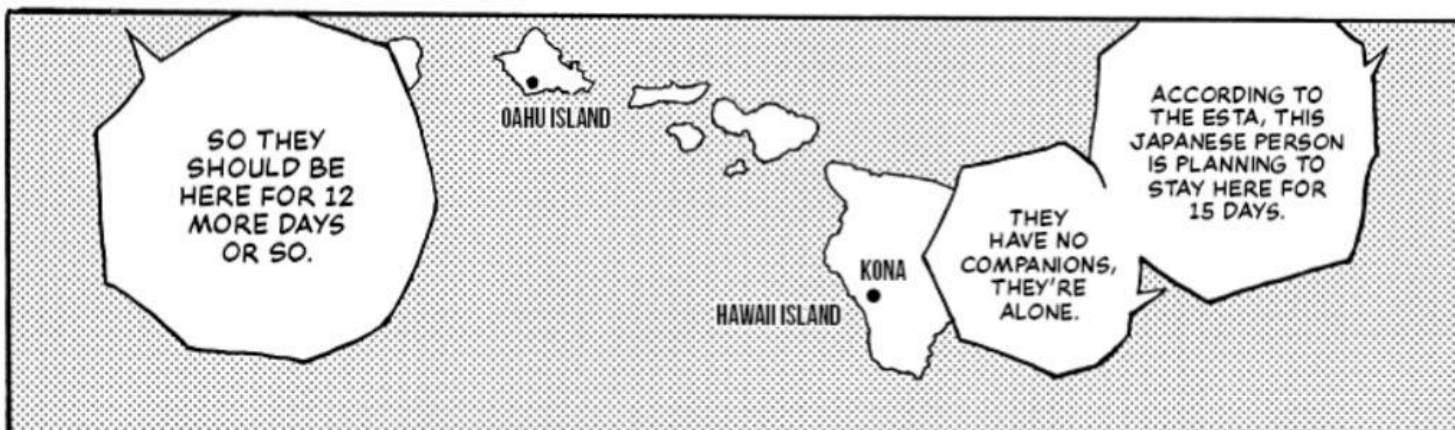 ACCORDING TO
THE ESTA, THIS
JAPANESE PERSON
IS PLANNING TO
STAY HERE FOR
15 DAYS.
THEY
HAVE NO
COMPANIONS,
THEY'RE
ALONE.
OAHU ISLAND
KONA
HAWAII ISLAND
SO THEY
SHOULD BE
HERE FOR 12
MORE DAYS
OR SO.